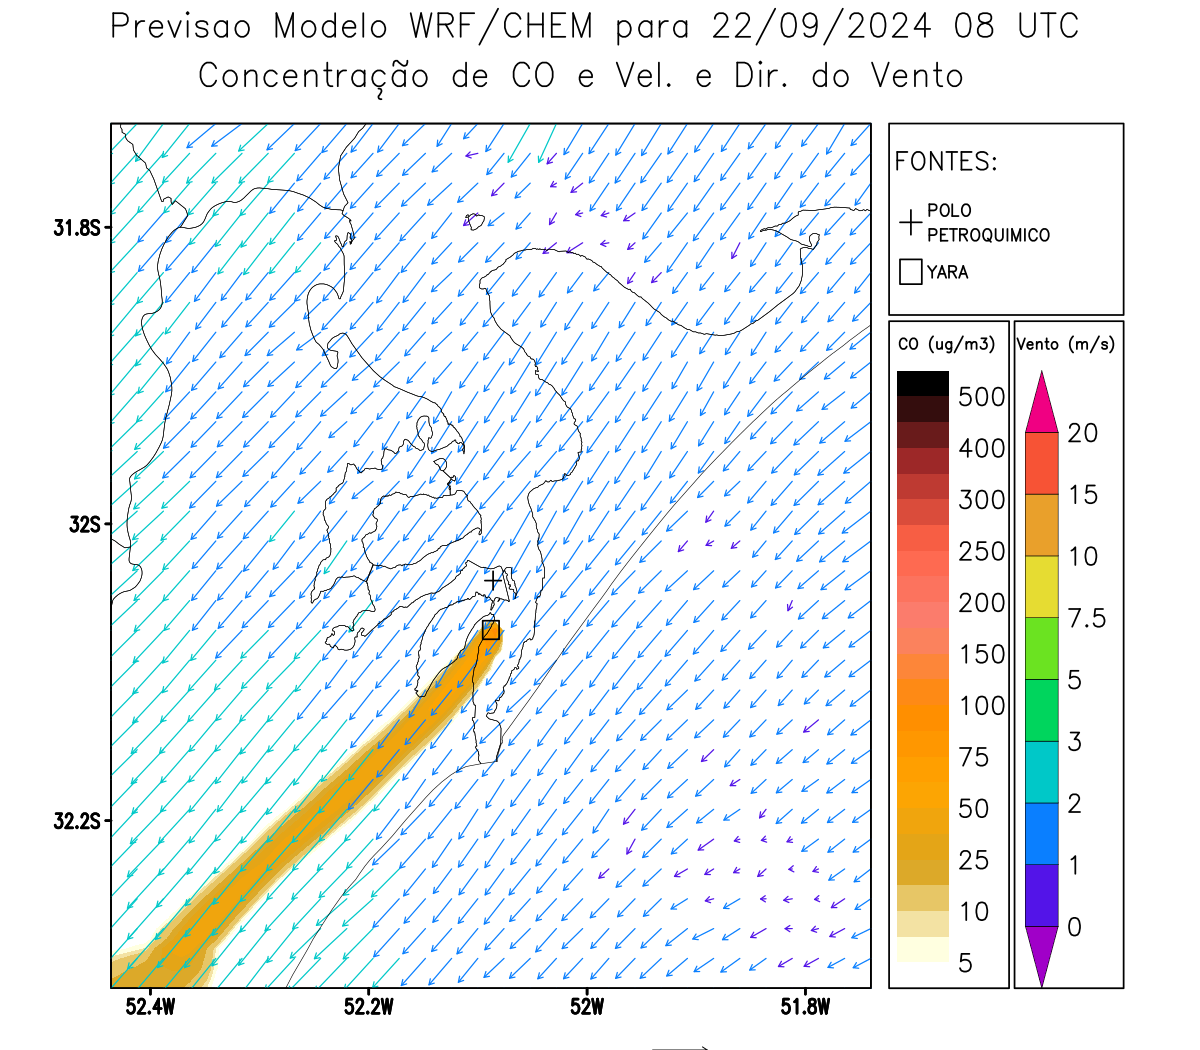 Previsao Modelo WRF/CHEM para 22/09/2024 08 UTC
Concentração de CO e Vel. e Dir. do Vento
FONTES:
POLO
PETROQUIMICO
YARA
CO (ug/m3)
500
400
300
250
200
150
100
75
50
25
10
5
Vento (m/s)
20
15
10
7.5
5
3
2
1
0
31.8S
32S
32.2S
52.4W
52.2W
52W
51.8W